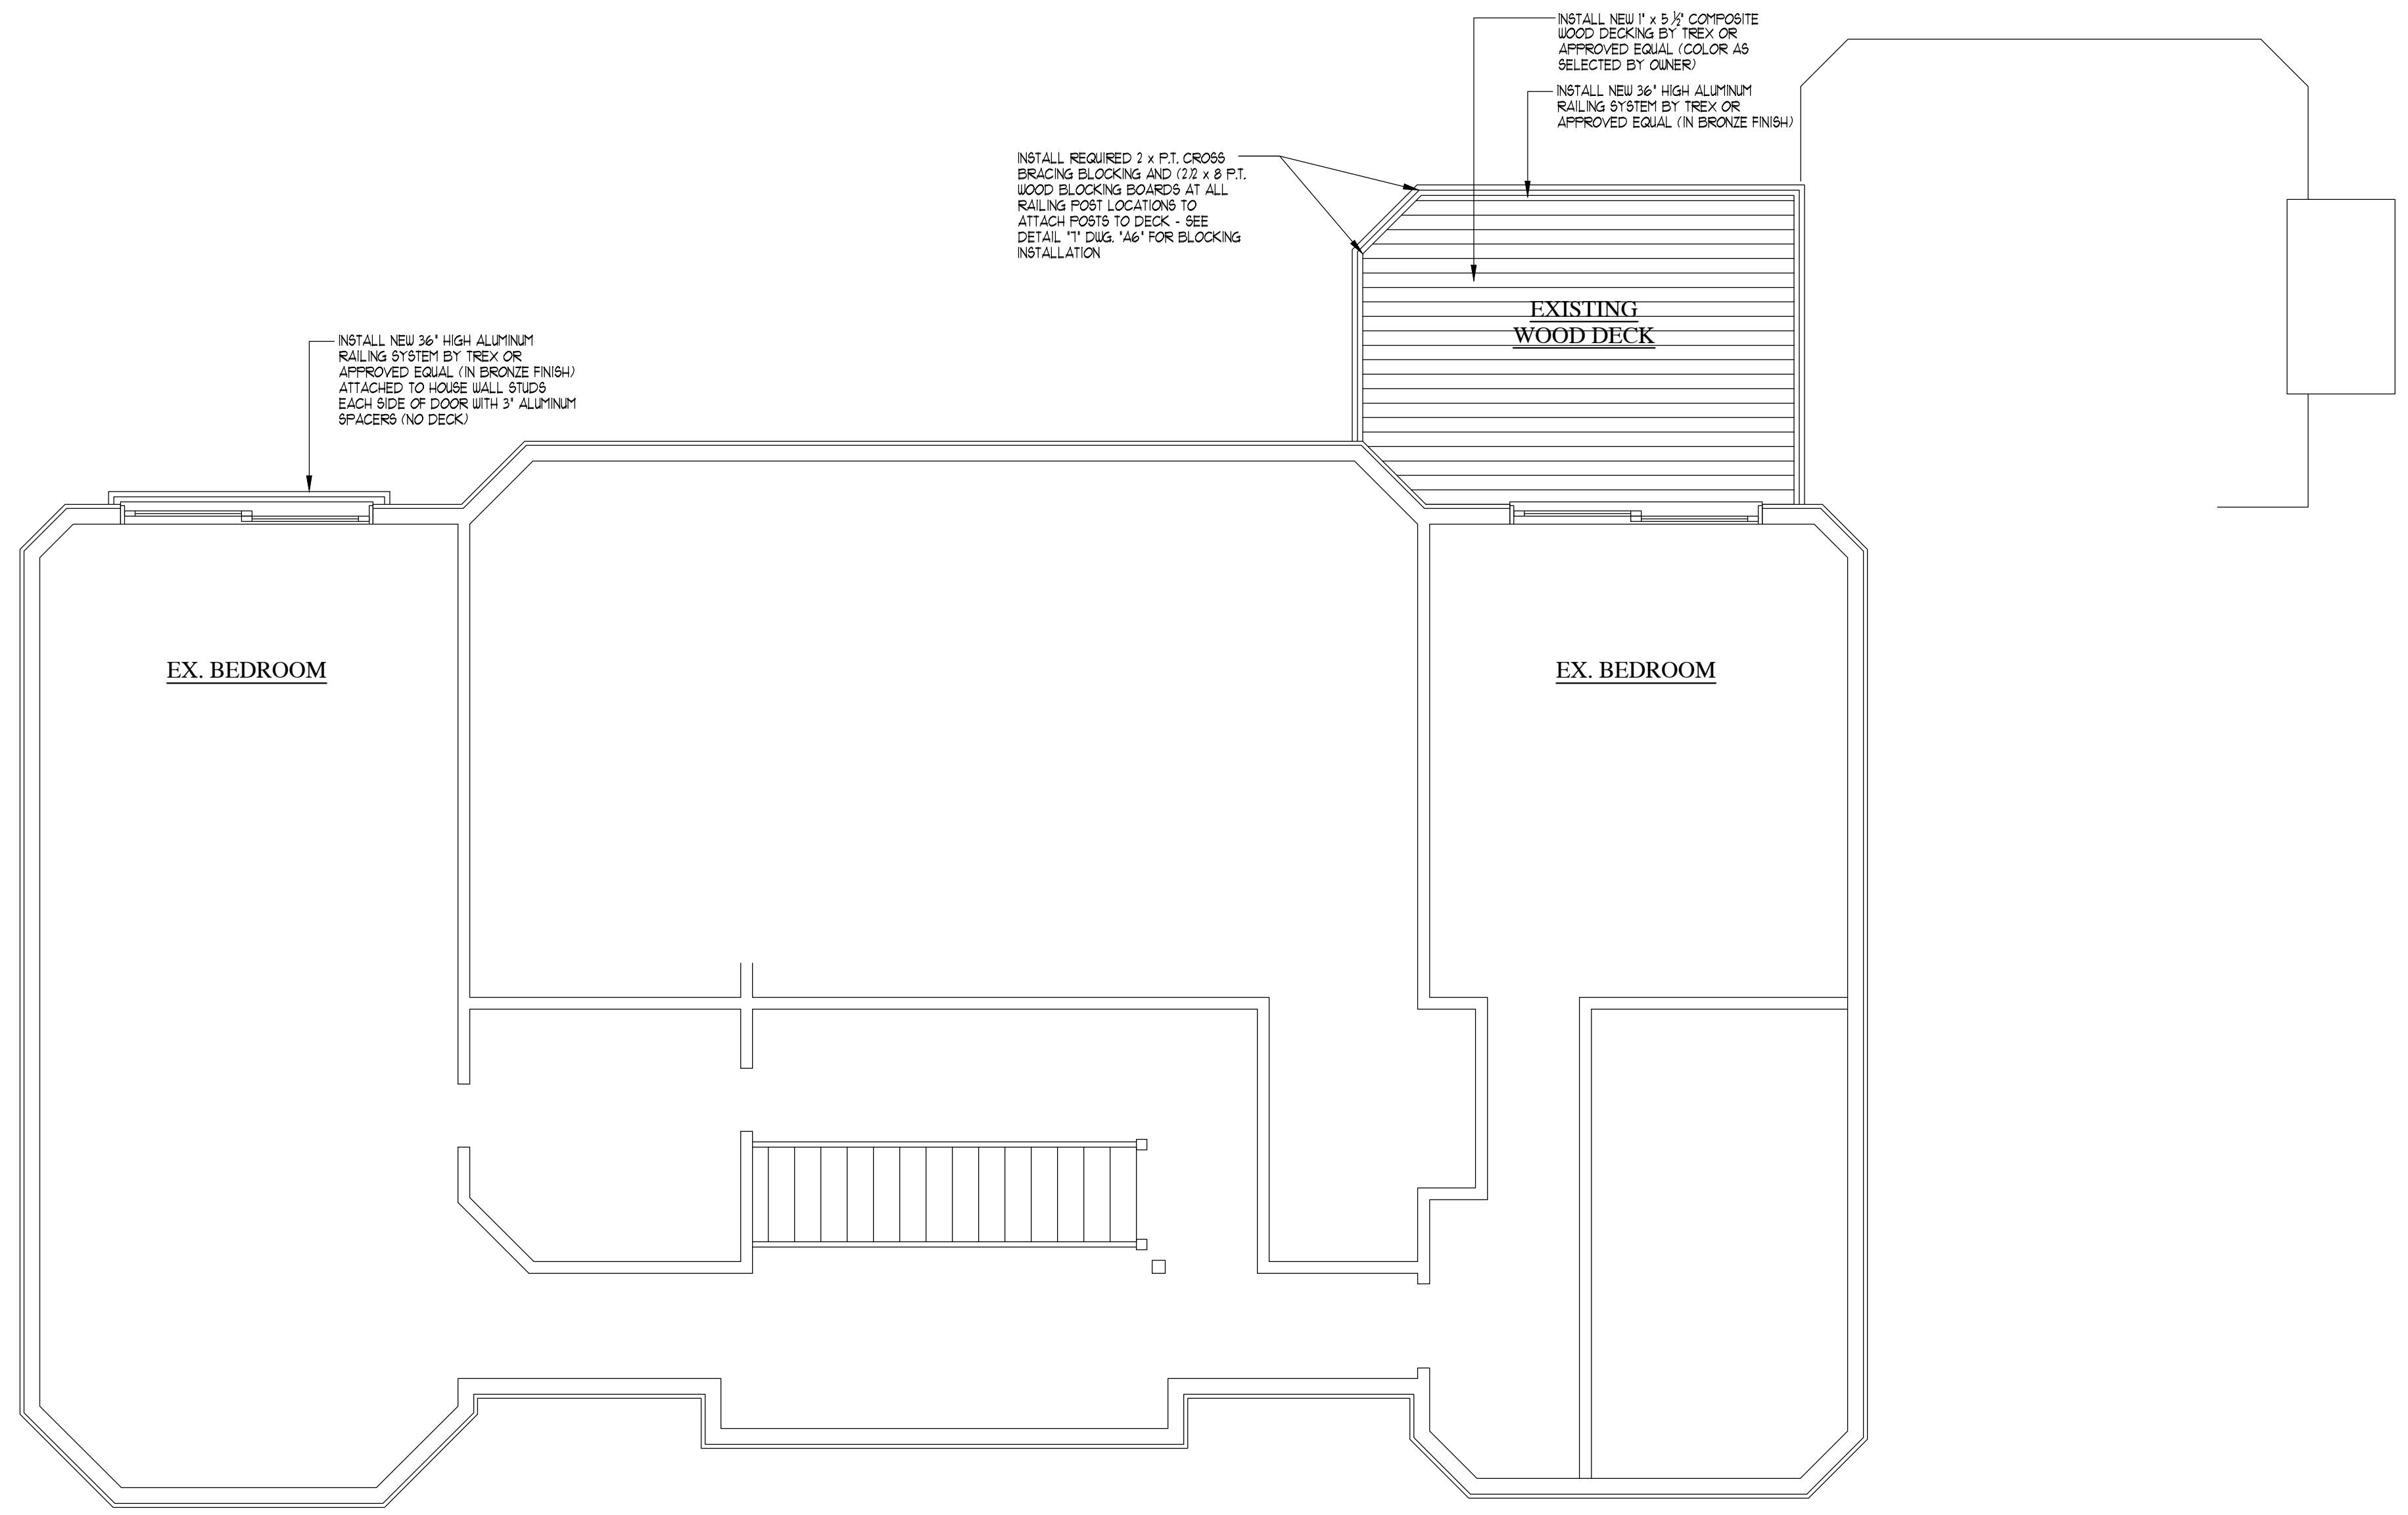 INSTALL NEW 1" x 5 ½" COMPOSITE
WOOD DECKING BY TREX OR
APPROVED EQUAL (COLOR AS
SELECTED BY OWNER)
INSTALL NEW 36" HIGH ALUMINUM
RAILING SYSTEM BY TREX OR
APPROVED EQUAL (IN BRONZE FINISH)
INSTALL REQUIRED 2 x P.T. CROSS
BRACING BLOCKING AND (2)2 x 8 P.T.
WOOD BLOCKING BOARDS AT ALL
RAILING POST LOCATIONS TO
ATTACH POSTS TO DECK - SEE
DETAIL "7" DWG. "A6" FOR BLOCKING
INSTALLATION
EXISTING
WOOD DECK
INSTALL NEW 36" HIGH ALUMINUM
RAILING SYSTEM BY TREX OR
APPROVED EQUAL (IN BRONZE FINISH)
ATTACHED TO HOUSE WALL STUDS
EACH SIDE OF DOOR WITH 3" ALUMINUM
SPACERS (NO DECK)
EX. BEDROOM
EX. BEDROOM